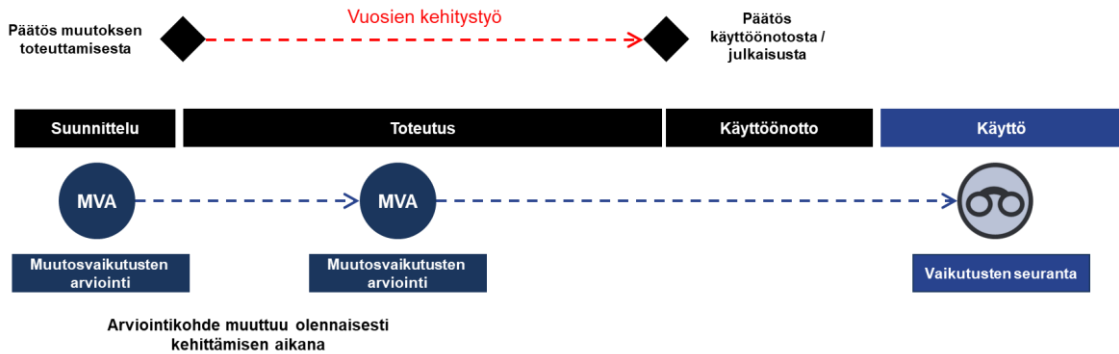 Vuosien kehitystyö
Päätös muutoksen
toteuttamisesta
Päätös
käyttöönotosta /
julkaisusta
Suunnittelu
Toteutus
Käyttöönotto
Käyttö
MVA
MVA
Muutosvaikutusten
arviointi
Muutosvaikutusten
arviointi
Vaikutusten seuranta
Arviointikohde muuttuu olennaisesti
kehittämisen aikana